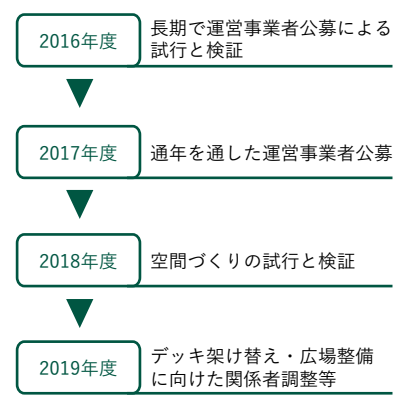 2016年度
長期で運営事業者公募による
試行と検証
2017年度
通年を通した運営事業者公募
2018年度
空間づくりの試行と検証
2019年度
デッキ架け替え・広場整備
に向けた関係者調整等